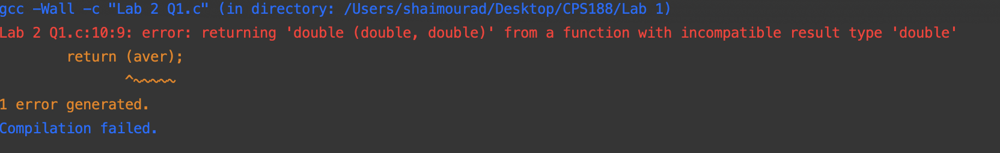 gcc -Wall -c "Lab 2 Q1.c" (in directory: /Users/shaimourad/Desktop/CPS188/Lab 1)
Lab 2 Q1.c:10:9: error: returning 'double (double, double)' from a function with incompatible result type 'double'
        return (aver);
               ^~~~~~
1 error generated.
Compilation failed.